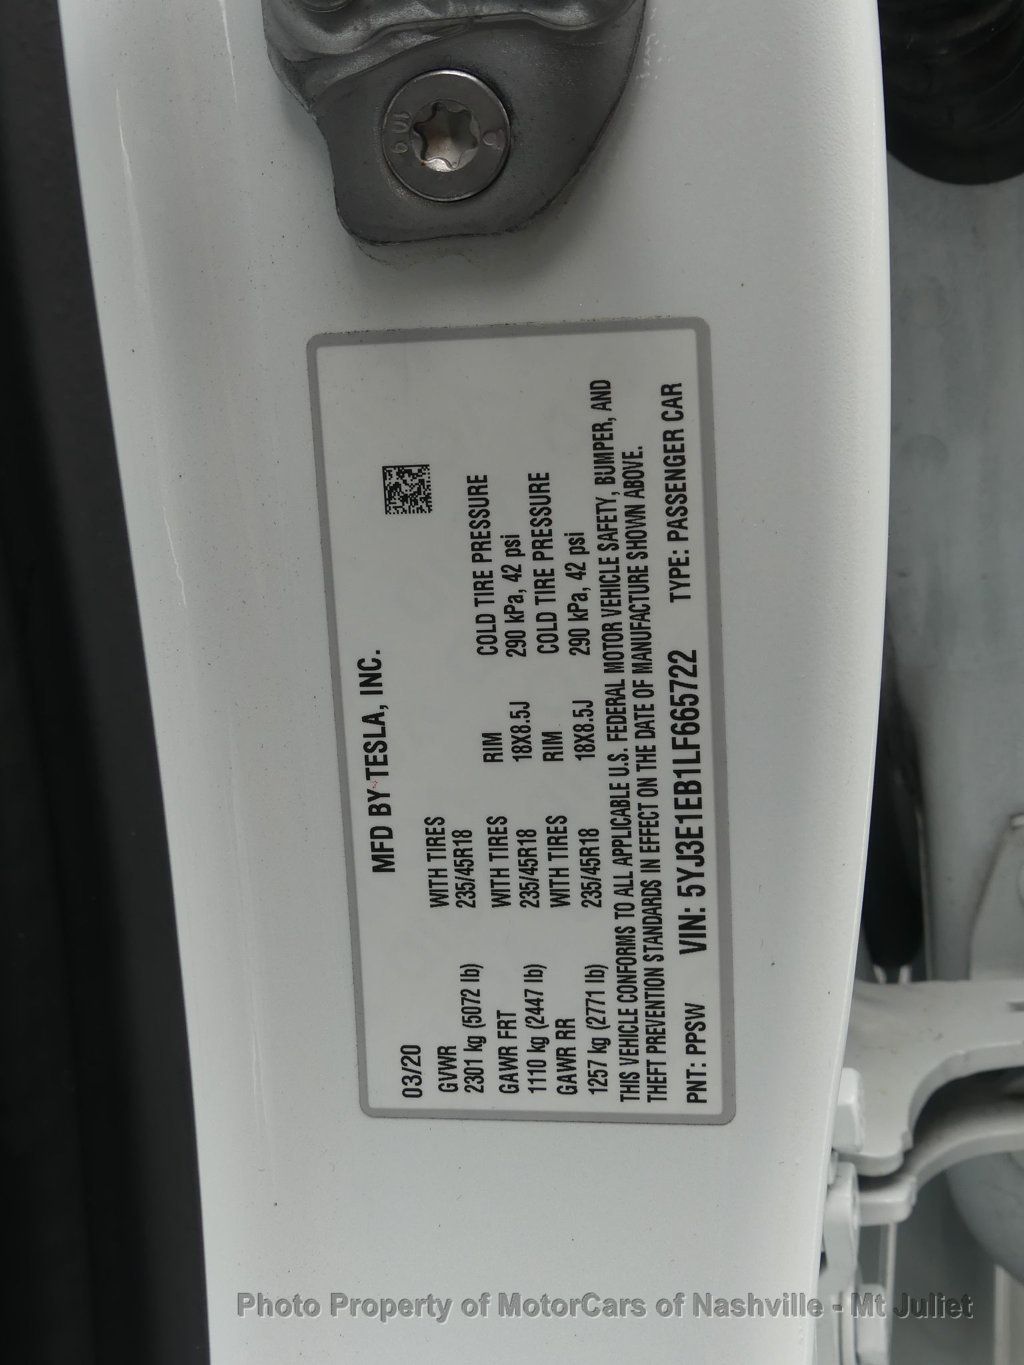 MFD BY TESLA, INC.
03/20
GVWR WITH TIRES
2301 kg (5072 lb) 235/45R18
GAWR FRT WITH TIRES RIM COLD TIRE PRESSURE
1110 kg (2447 lb) 235/45R18 18X8.5J 290 kPa, 42 psi
GAWR RR WITH TIRES RIM COLD TIRE PRESSURE
1257 kg (2771 lb) 235/45R18 18X8.5J 290 kPa, 42 psi
THIS VEHICLE CONFORMS TO ALL APPLICABLE U.S. FEDERAL MOTOR VEHICLE SAFETY, BUMPER, AND
THEFT PREVENTION STANDARDS IN EFFECT ON THE DATE OF MANUFACTURE SHOWN ABOVE.
PNT: PPSW VIN: 5YJ3E1EB1LF665722 TYPE: PASSENGER CAR
Photo Property of MotorCars of Nashville - Mt Juliet